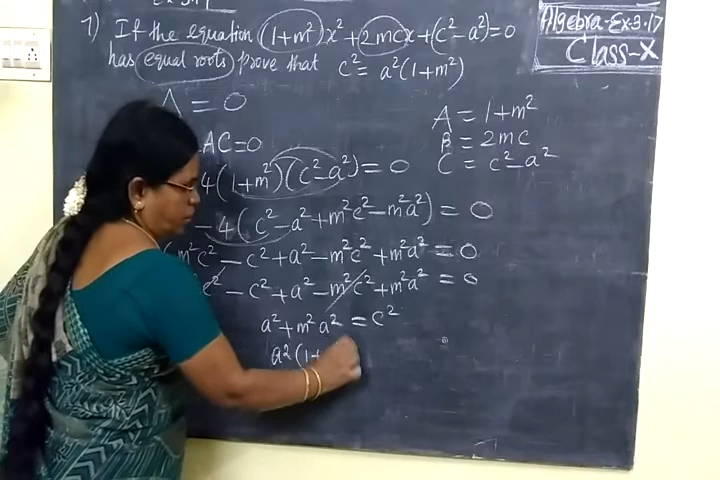 7) If the equation (1+m²)x²+2mcx+(c²-a²)=0
has equal roots prove that c² = a²(1+m²)
Algebra-Ex-3.17
Class-X
Δ = 0
AC=0
A = 1+m²
B = 2mc
C = c²-a²
4(1+m²)(c²-a²) = 0
-4(c²-a²+m²c²-m²a²) = 0
m²c² - c² + a² - m²c² + m²a² = 0
c² - c² + a² - m²c² + m²a² = 0
a²+m²a² = c²
a²(1+